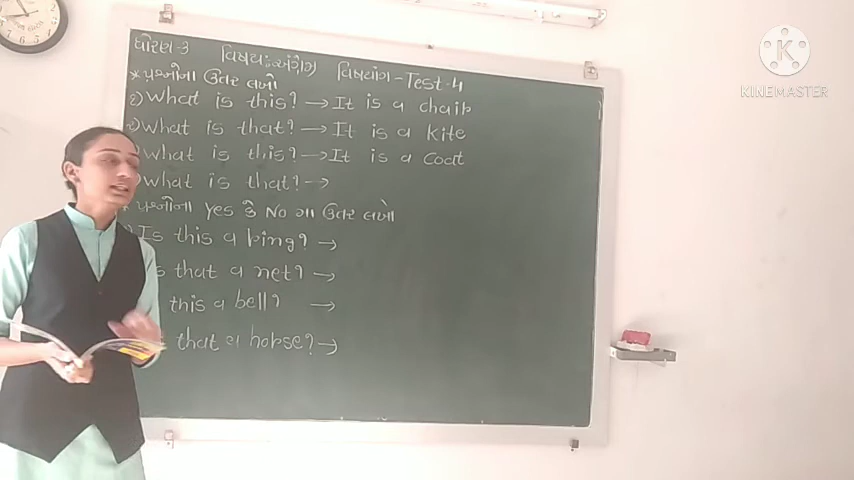 ધોરણ-૩ વિષય:અંગ્રેજી વિષયાંગ-Test-4
* પ્રશ્નોના ઉત્તર લખો
૧) What is this? → It is a chair
૨) What is that? → It is a kite
What is this? → It is a coat
What is that? →
* પ્રશ્નોના Yes કે No મા ઉત્તર લખો
Is this a king? →
that a net? →
this a bell? →
that a horse? →
KINEMASTER